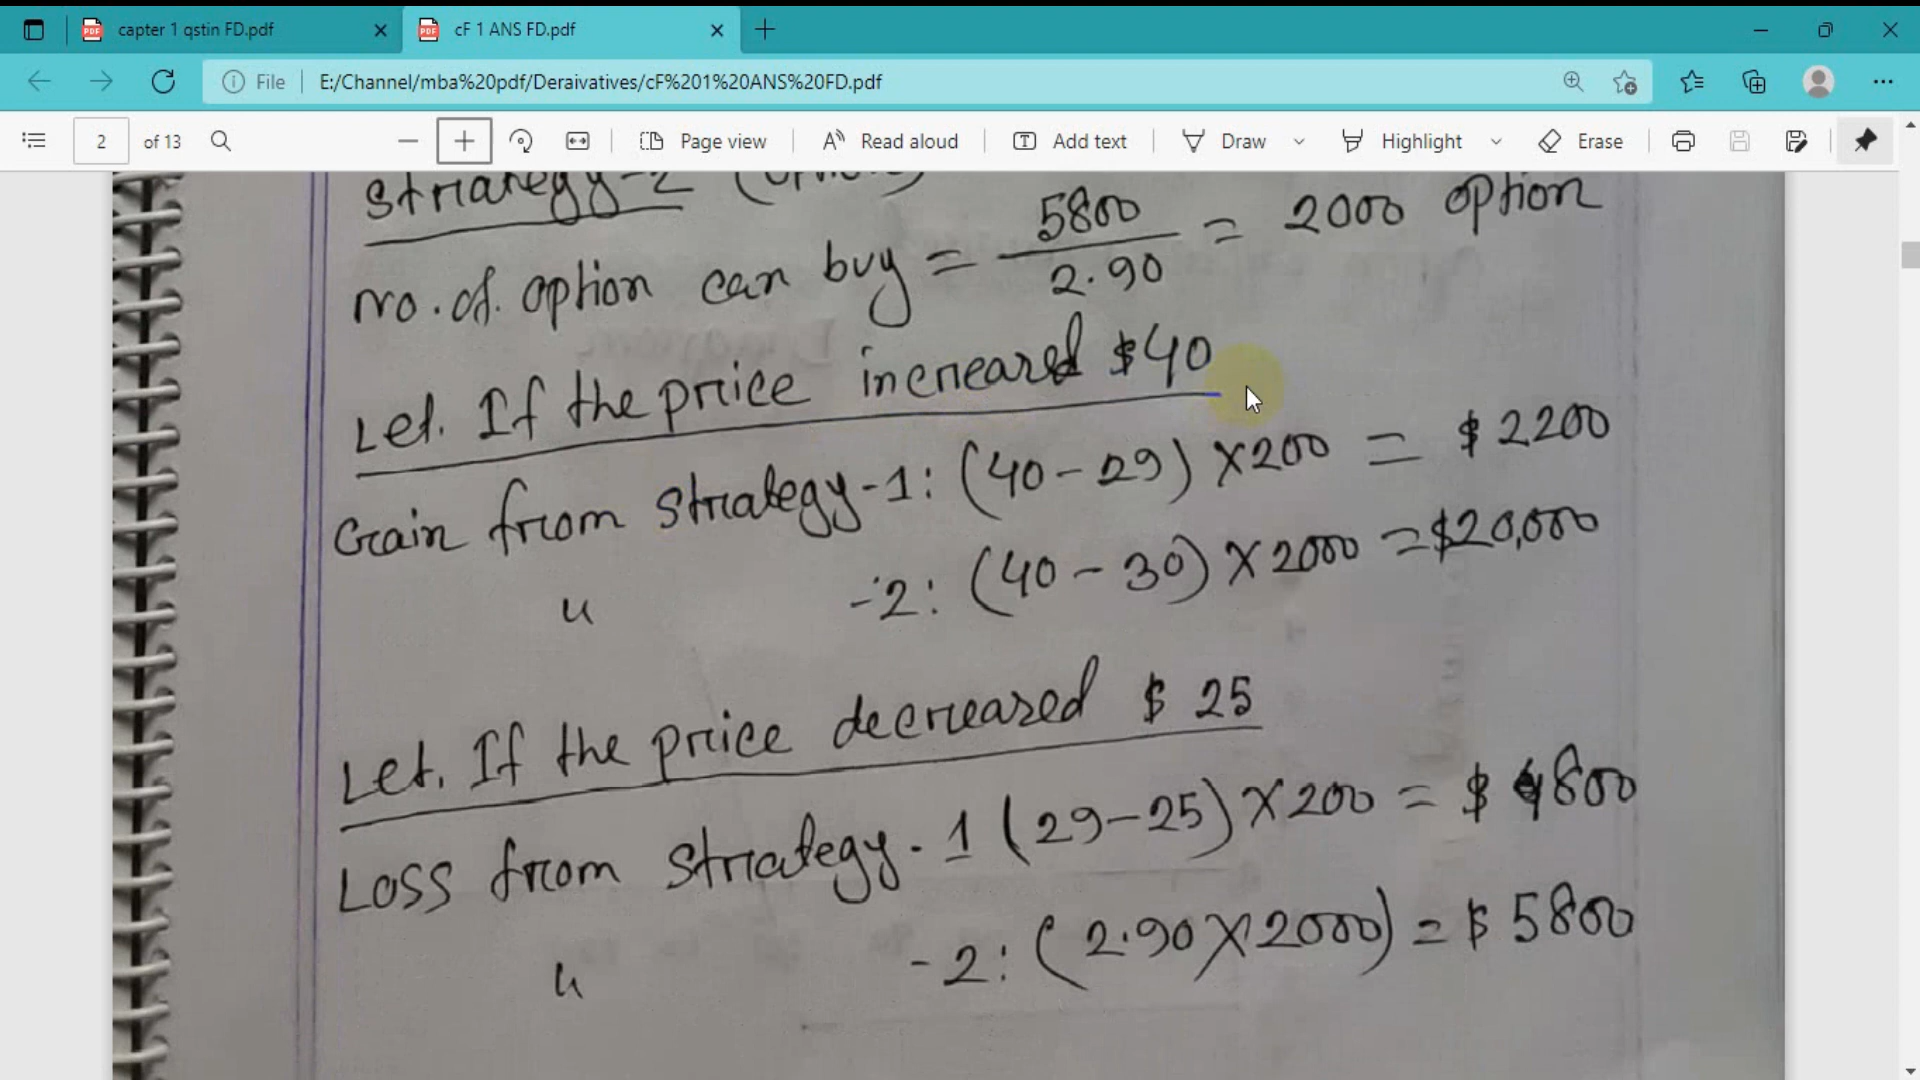 capter 1 qstin FD.pdf
cF 1 ANS FD.pdf
File
E:/Channel/mba%20pdf/Deraivatives/cF%201%20ANS%20FD.pdf
2 of 13
Page view
Read aloud
Add text
Draw
Highlight
Erase
Striategy-2
No. of. option can buy = 5800/2.90 = 2000 option
Let. If the price increased $40
Gain from strategy-1: (40-29) x200 = $2200
" -2: (40-30) x 2000 = $20,000
Let. If the price decreased $ 25
Loss from strategy. 1 (29-25) x 200 = $ 800
" -2: (2.90x2000) = $ 5800